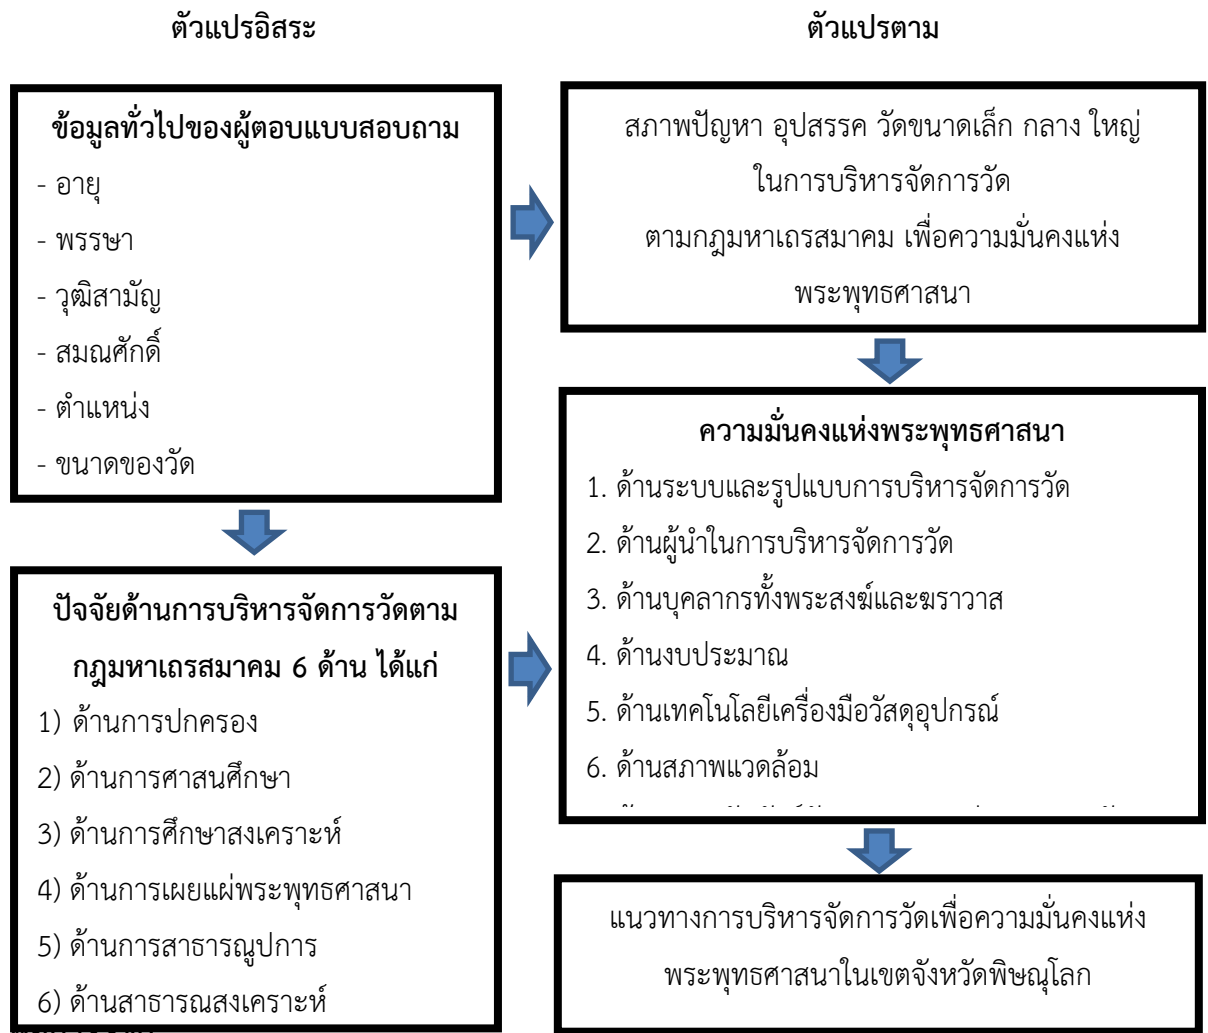 ตัวแปรอิสระ
ตัวแปรตาม
ข้อมูลทั่วไปของผู้ตอบแบบสอบถาม
- อายุ
- พรรษา
- วุฒิสามัญ
- สมณศักดิ์
- ตำแหน่ง
- ขนาดของวัด
ปัจจัยด้านการบริหารจัดการวัดตาม
กฎมหาเถรสมาคม 6 ด้าน ได้แก่
1) ด้านการปกครอง
2) ด้านการศาสนศึกษา
3) ด้านการศึกษาสงเคราะห์
4) ด้านการเผยแผ่พระพุทธศาสนา
5) ด้านการสาธารณูปการ
6) ด้านสาธารณสงเคราะห์
สภาพปัญหา อุปสรรค วัดขนาดเล็ก กลาง ใหญ่
ในการบริหารจัดการวัด
ตามกฎมหาเถรสมาคม เพื่อความมั่นคงแห่ง
พระพุทธศาสนา
ความมั่นคงแห่งพระพุทธศาสนา
1. ด้านระบบและรูปแบบการบริหารจัดการวัด
2. ด้านผู้นำในการบริหารจัดการวัด
3. ด้านบุคลากรทั้งพระสงฆ์และฆราวาส
4. ด้านงบประมาณ
5. ด้านเทคโนโลยีเครื่องมือวัสดุอุปกรณ์
6. ด้านสภาพแวดล้อม
แนวทางการบริหารจัดการวัดเพื่อความมั่นคงแห่ง
พระพุทธศาสนาในเขตจังหวัดพิษณุโลก